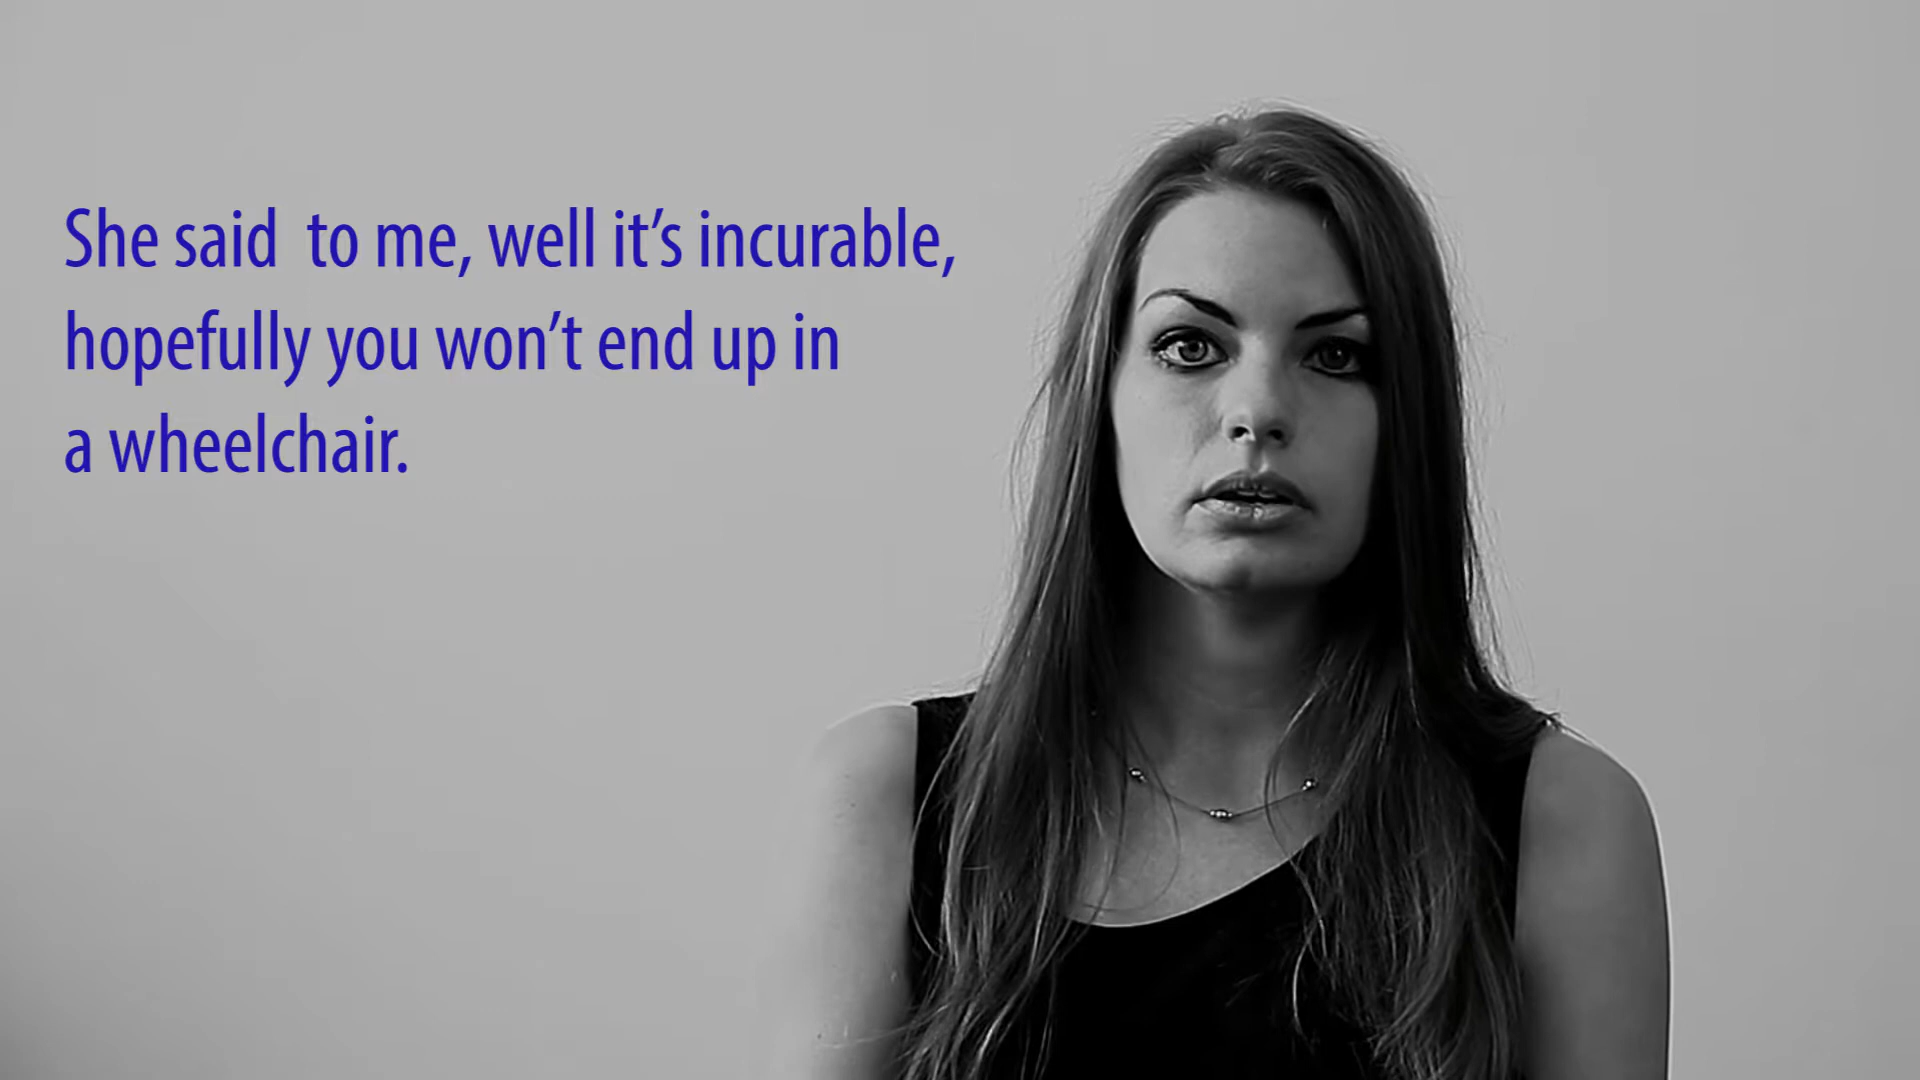 She said  to me, well it’s incurable,
hopefully you won’t end up in
a wheelchair.